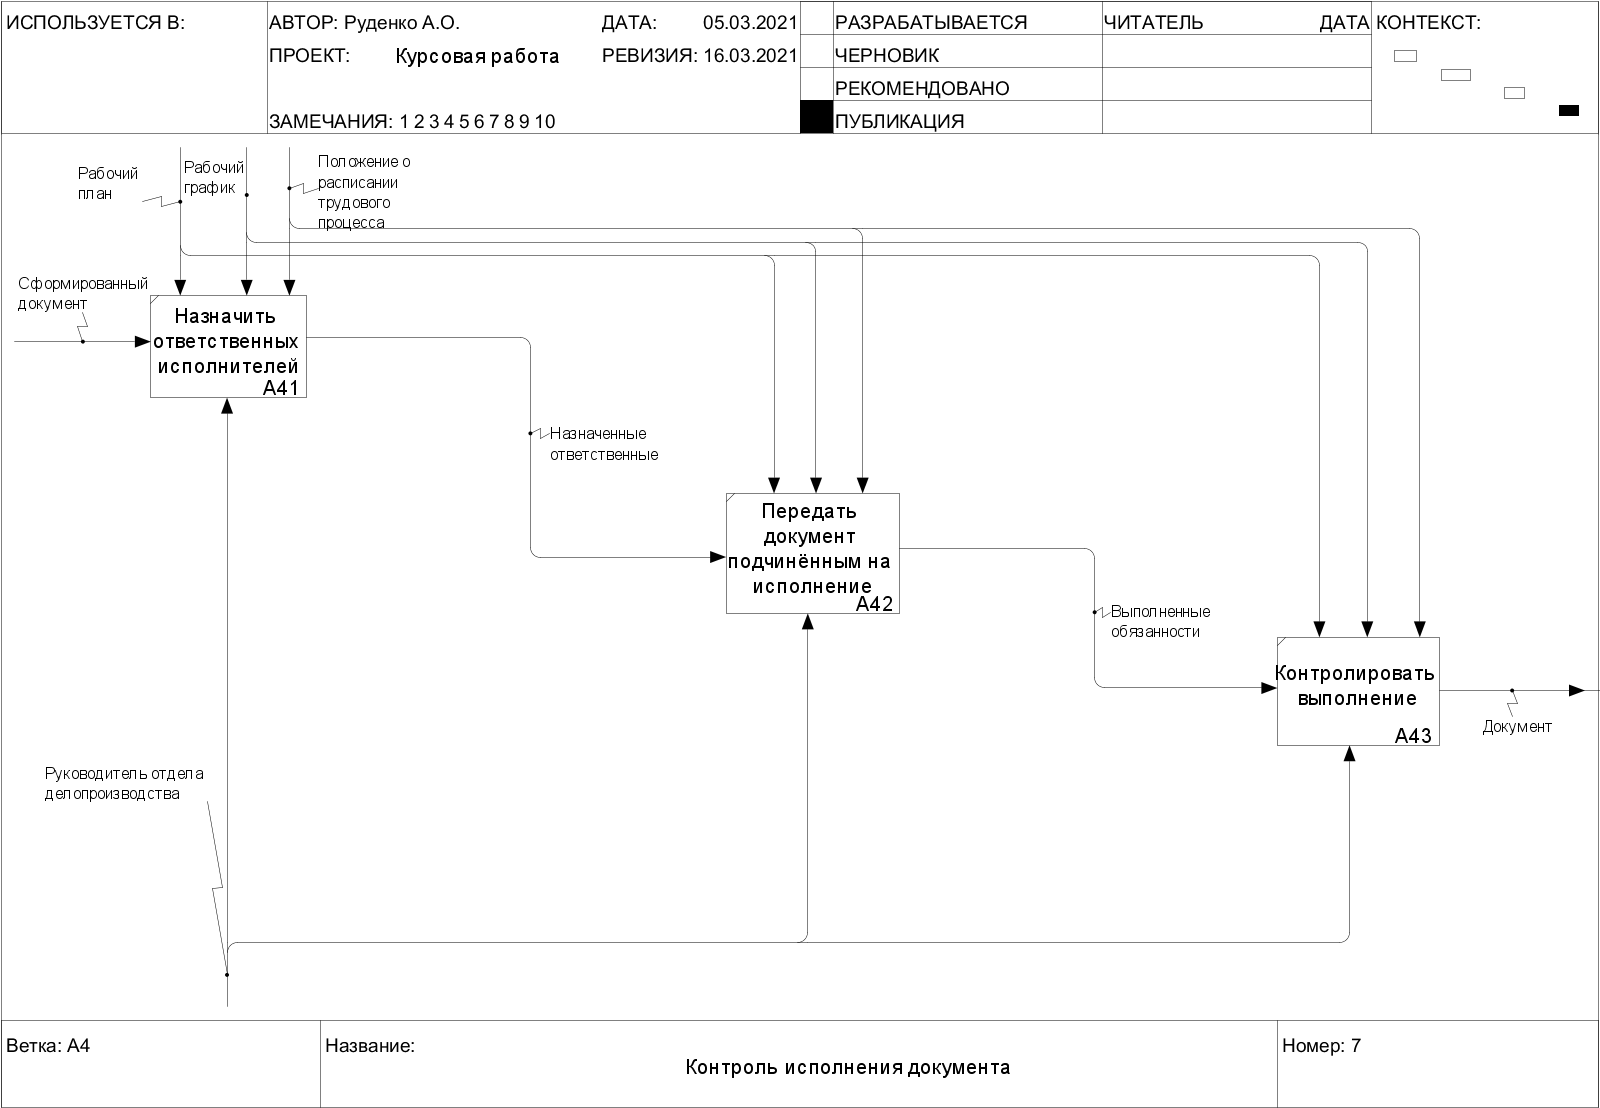 ИСПОЛЬЗУЕТСЯ В:
АВТОР: Руденко А.О.
ДАТА: 05.03.2021
ПРОЕКТ: Курсовая работа
РЕВИЗИЯ: 16.03.2021
ЗАМЕЧАНИЯ: 1 2 3 4 5 6 7 8 9 10
РАЗРАБАТЫВАЕТСЯ
ЧЕРНОВИК
РЕКОМЕНДОВАНО
ПУБЛИКАЦИЯ
ЧИТАТЕЛЬ
ДАТА
КОНТЕКСТ:
Рабочий
план
Рабочий
график
Положение о
расписании
трудового
процесса
Сформированный
документ
Назначить
ответственных
исполнителей
A41
Назначенные
ответственные
Передать
документ
подчинённым на
исполнение
A42
Выполненные
обязанности
Контролировать
выполнение
A43
Документ
Руководитель отдела
делопроизводства
Ветка: A4
Название:
Контроль исполнения документа
Номер: 7